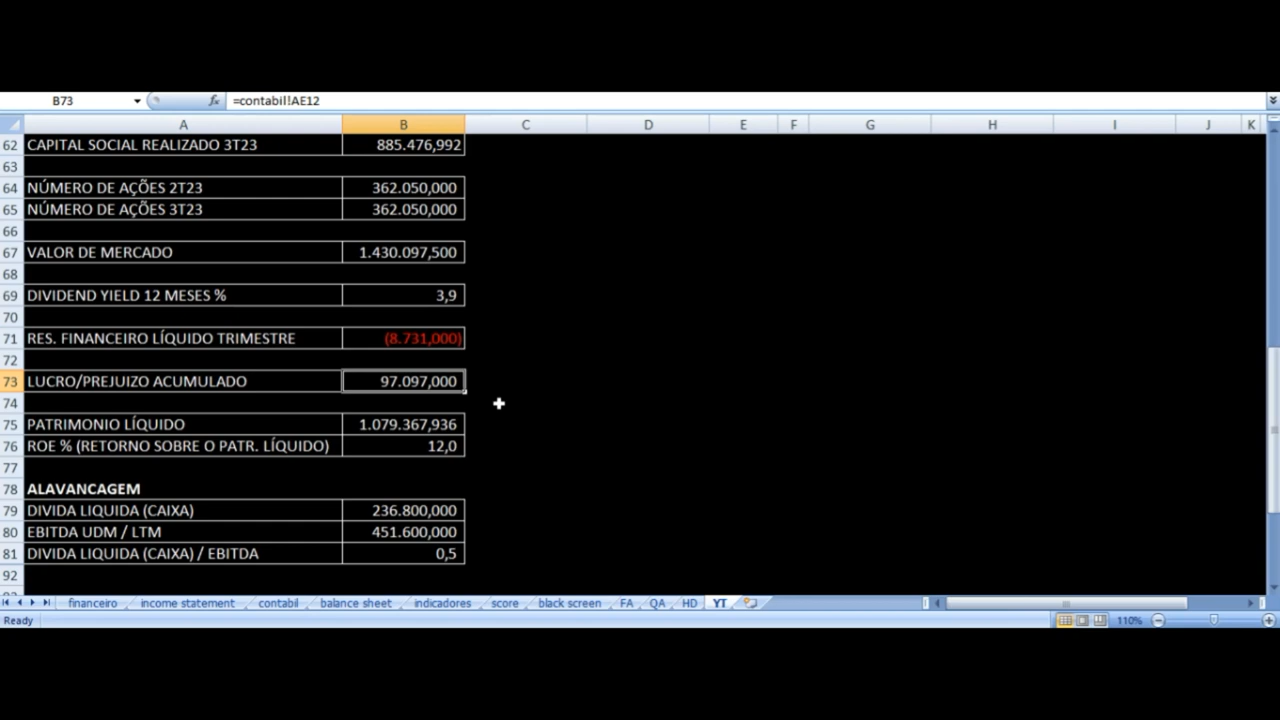 B73 fx =contabil!AE12
A B C D E F G H I J K
62 CAPITAL SOCIAL REALIZADO 3T23 885.476,992
63
64 NÚMERO DE AÇÕES 2T23 362.050,000
65 NÚMERO DE AÇÕES 3T23 362.050,000
66
67 VALOR DE MERCADO 1.430.097,500
68
69 DIVIDEND YIELD 12 MESES % 3,9
70
71 RES. FINANCEIRO LÍQUIDO TRIMESTRE (8.731,000)
72
73 LUCRO/PREJUIZO ACUMULADO 97.097,000
74
75 PATRIMONIO LÍQUIDO 1.079.367,936
76 ROE % (RETORNO SOBRE O PATR. LÍQUIDO) 12,0
77
78 ALAVANCAGEM
79 DIVIDA LIQUIDA (CAIXA) 236.800,000
80 EBITDA UDM / LTM 451.600,000
81 DIVIDA LIQUIDA (CAIXA) / EBITDA 0,5
92
financeiro income statement contabil balance sheet indicadores score black screen FA QA HD YT
Ready 110%